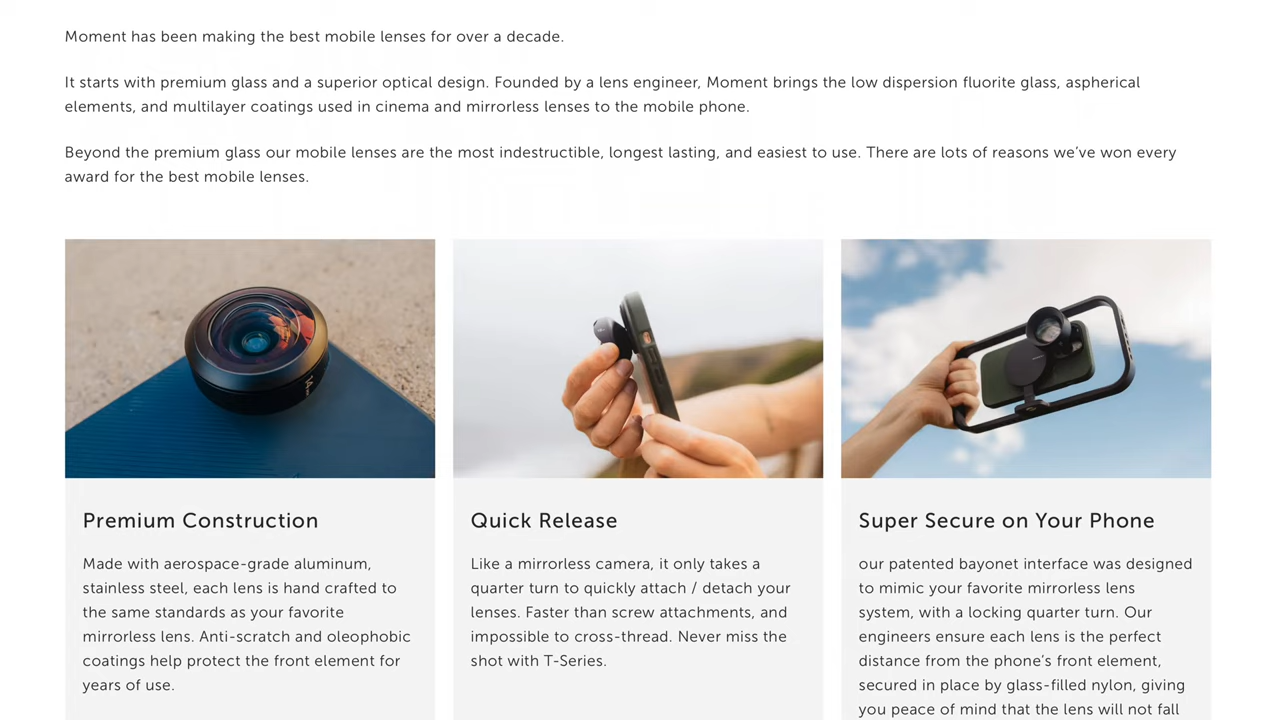 Moment has been making the best mobile lenses for over a decade.
It starts with premium glass and a superior optical design. Founded by a lens engineer, Moment brings the low dispersion fluorite glass, aspherical
elements, and multilayer coatings used in cinema and mirrorless lenses to the mobile phone.
Beyond the premium glass our mobile lenses are the most indestructible, longest lasting, and easiest to use. There are lots of reasons we’ve won every
award for the best mobile lenses.
Premium Construction
Made with aerospace-grade aluminum,
stainless steel, each lens is hand crafted to
the same standards as your favorite
mirrorless lens. Anti-scratch and oleophobic
coatings help protect the front element for
years of use.
Quick Release
Like a mirrorless camera, it only takes a
quarter turn to quickly attach / detach your
lenses. Faster than screw attachments, and
impossible to cross-thread. Never miss the
shot with T-Series.
Super Secure on Your Phone
our patented bayonet interface was designed
to mimic your favorite mirrorless lens
system, with a locking quarter turn. Our
engineers ensure each lens is the perfect
distance from the phone’s front element,
secured in place by glass-filled nylon, giving
you peace of mind that the lens will not fall